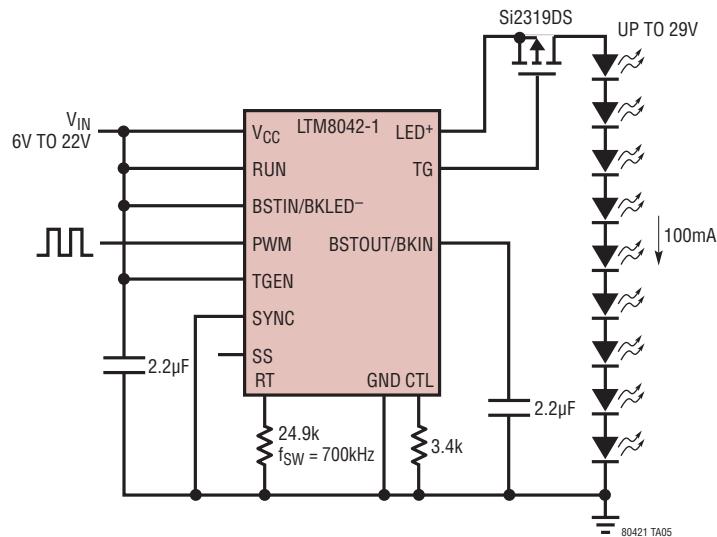 Si2319DS
UP TO 29V
V_IN
6V TO 22V
V_CC
LTM8042-1
LED⁺
RUN
TG
BSTIN/BKLED⁻
PWM
BSTOUT/BKIN
100mA
TGEN
SYNC
SS
2.2µF
RT
GND CTL
2.2µF
24.9k
f_SW = 700kHz
3.4k
80421 TA05